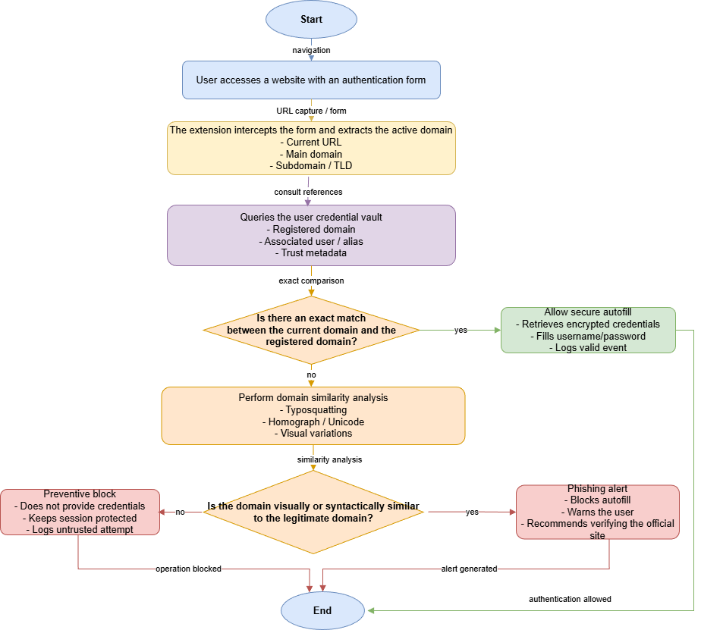 Start
navigation
User accesses a website with an authentication form
URL capture / form
The extension intercepts the form and extracts the active domain
- Current URL
- Main domain
- Subdomain / TLD
consult references
Queries the user credential vault
- Registered domain
- Associated user / alias
- Trust metadata
exact comparison
Is there an exact match
between the current domain and the
registered domain?
yes
Allow secure autofill
- Retrieves encrypted credentials
- Fills username/password
- Logs valid event
no
Perform domain similarity analysis
- Typosquatting
- Homograph / Unicode
- Visual variations
similarity analysis
Is the domain visually or syntactically similar
to the legitimate domain?
no
Preventive block
- Does not provide credentials
- Keeps session protected
- Logs untrusted attempt
yes
Phishing alert
- Blocks autofill
- Warns the user
- Recommends verifying the official
site
operation blocked
alert generated
authentication allowed
End